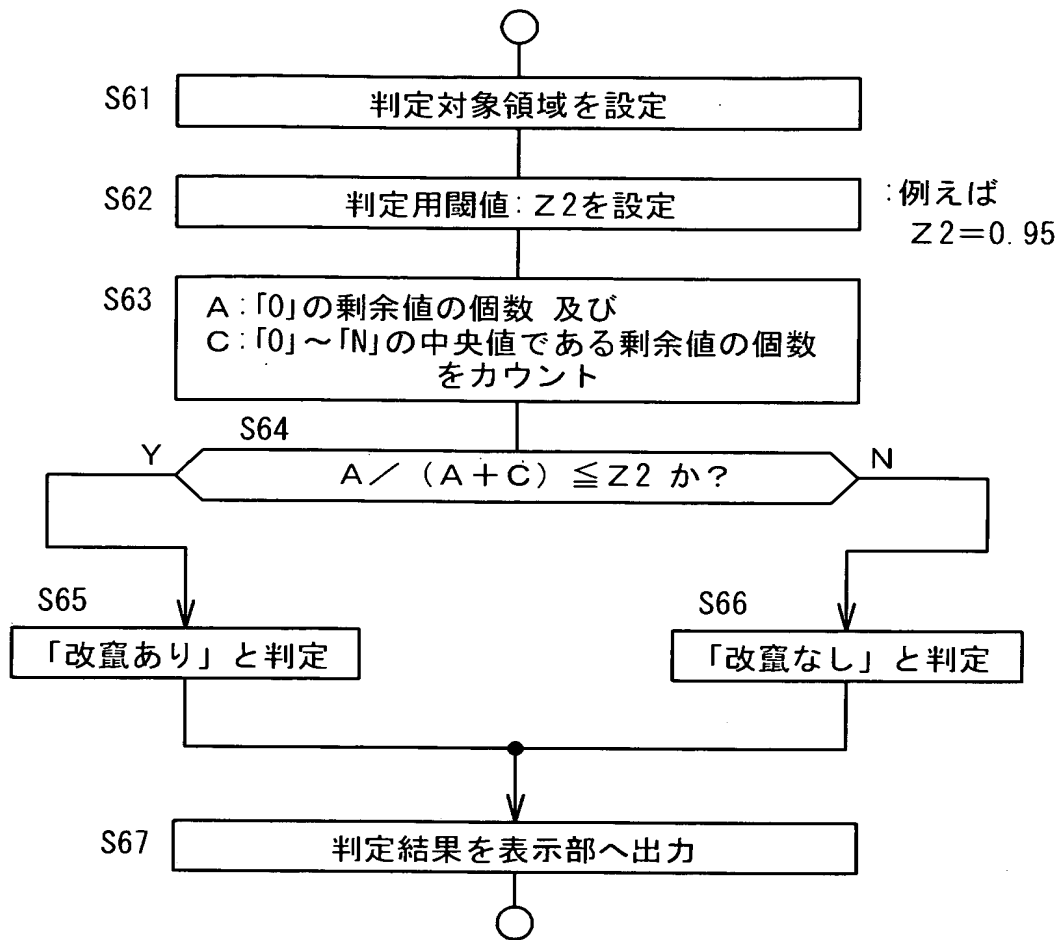 S61
判定対象領域を設定
S62
判定用閾値:Z2を設定
:例えば
Z2=0.95
S63
A:「0」の剰余値の個数 及び
C:「0」～「N」の中央値である剰余値の個数
をカウント
S64
Y
A/(A+C)≦Z2か?
N
S65
「改竄あり」と判定
S66
「改竄なし」と判定
S67
判定結果を表示部へ出力